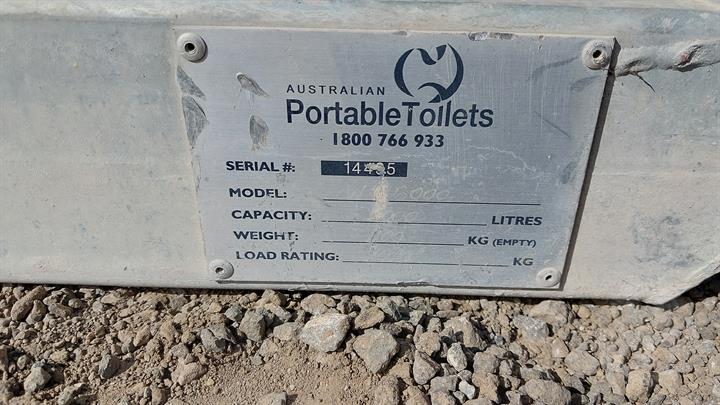 AUSTRALIAN
PortableToilets
1800 766 933
SERIAL #:
MODEL:
CAPACITY: LITRES
WEIGHT: KG (EMPTY)
LOAD RATING: KG